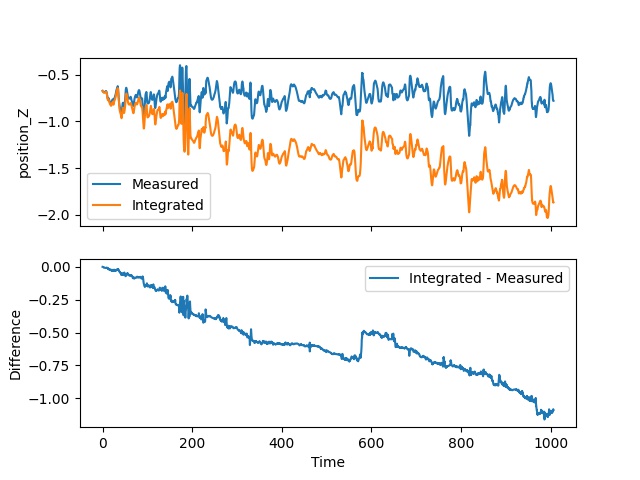 −0.5
−1.0
−1.5
−2.0
position_Z
Measured
Integrated
0.00
−0.25
−0.50
−0.75
−1.00
Difference
Integrated - Measured
0 200 400 600 800 1000
Time